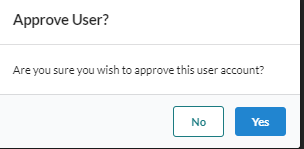 Approve User?
Are you sure you wish to approve this user account?
No
Yes